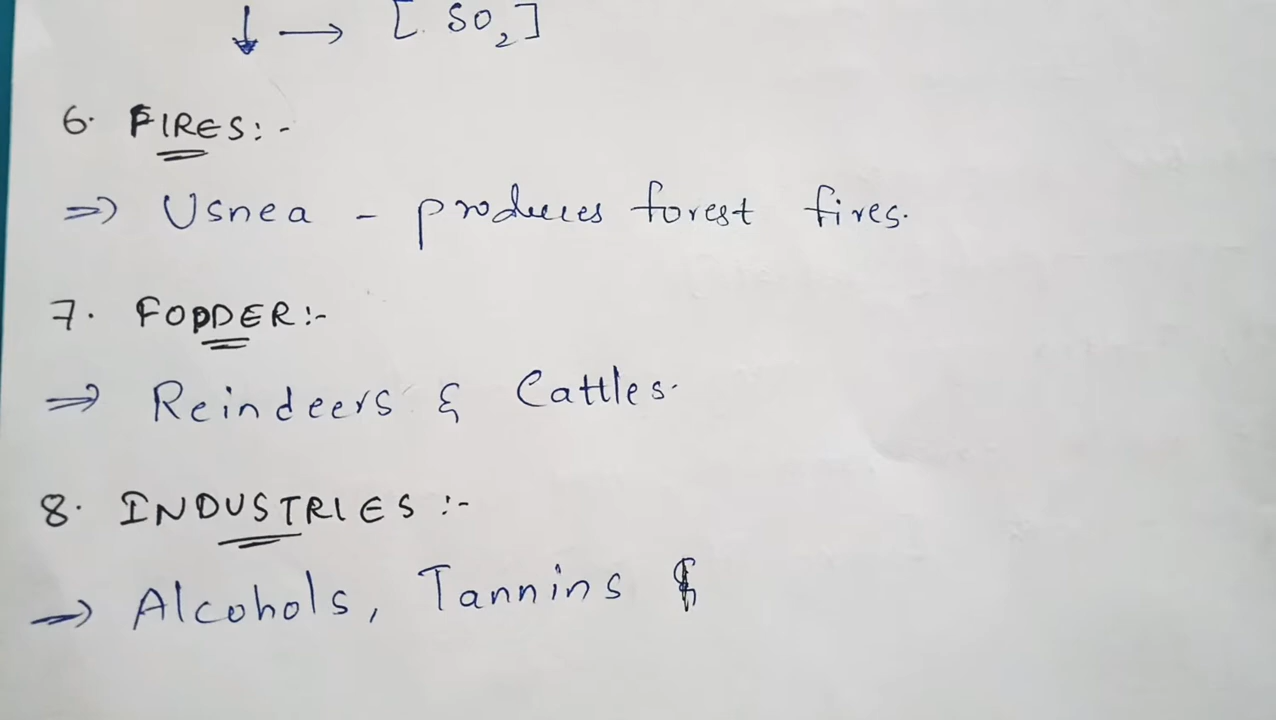 ↓ → [ SO₂ ]
6. FIRES:-
⇒ Usnea - produces forest fires.
7. FODDER:-
⇒ Reindeers & Cattles.
8. INDUSTRIES:-
→ Alcohols, Tannins &